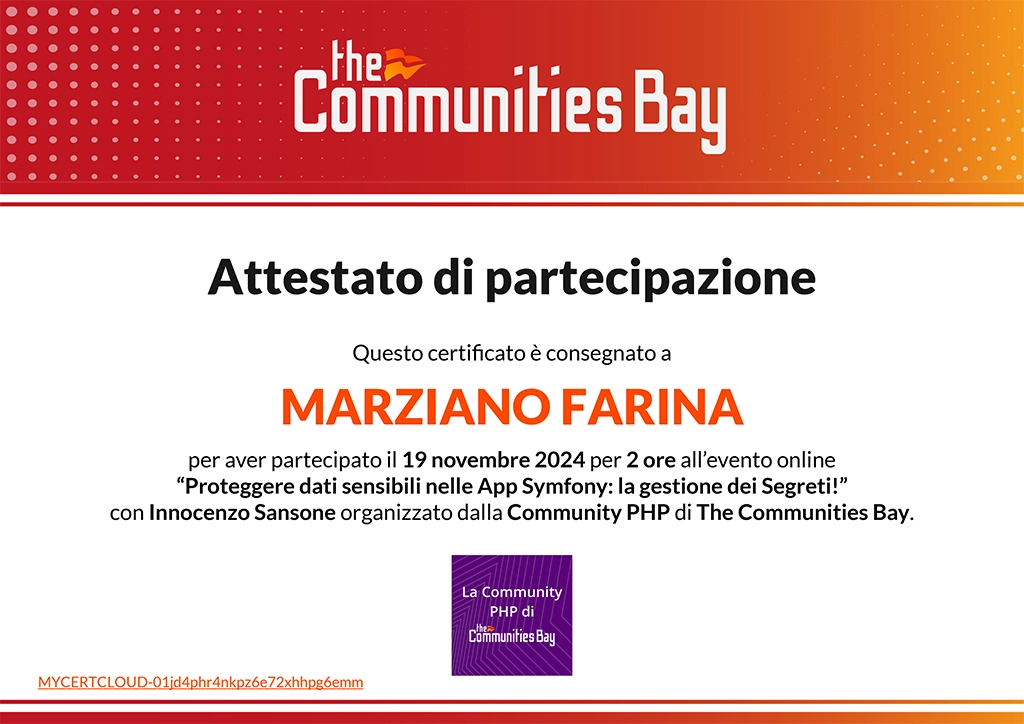 the
Communities Bay
Attestato di partecipazione
Questo certificato è consegnato a
MARZIANO FARINA
per aver partecipato il 19 novembre 2024 per 2 ore all’evento online
“Proteggere dati sensibili nelle App Symfony: la gestione dei Segreti!”
con Innocenzo Sansone organizzato dalla Community PHP di The Communities Bay.
La Community
PHP di
the
Communities Bay
MYCERTCLOUD-01jd4phr4nkpz6e72xhhpg6emm